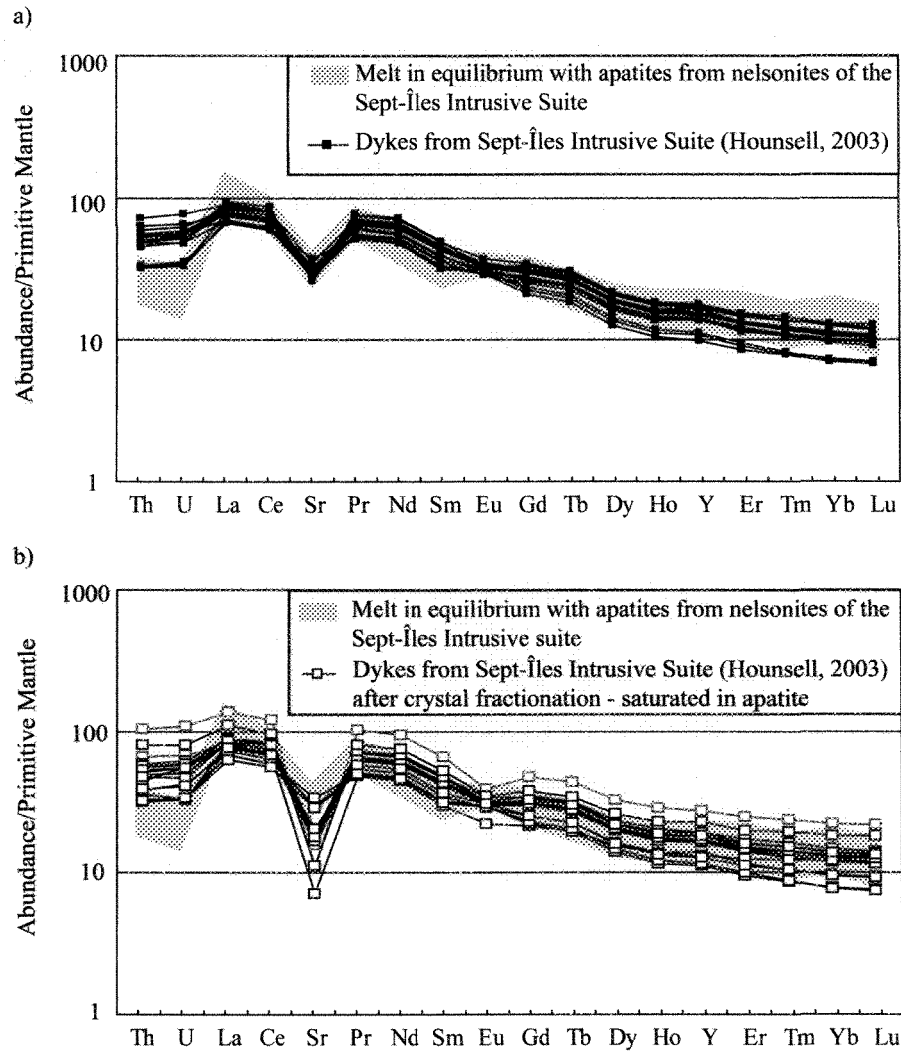 a)
1000
100
10
1
Abundance/Primitive Mantle
Melt in equilibrium with apatites from nelsonites of the
Sept-Îles Intrusive Suite
Dykes from Sept-Îles Intrusive Suite (Hounsell, 2003)
Th U La Ce Sr Pr Nd Sm Eu Gd Tb Dy Ho Y Er Tm Yb Lu
b)
1000
100
10
1
Abundance/Primitive Mantle
Melt in equilibrium with apatites from nelsonites of the
Sept-Îles Intrusive suite
Dykes from Sept-Îles Intrusive Suite (Hounsell, 2003)
after crystal fractionation - saturated in apatite
Th U La Ce Sr Pr Nd Sm Eu Gd Tb Dy Ho Y Er Tm Yb Lu